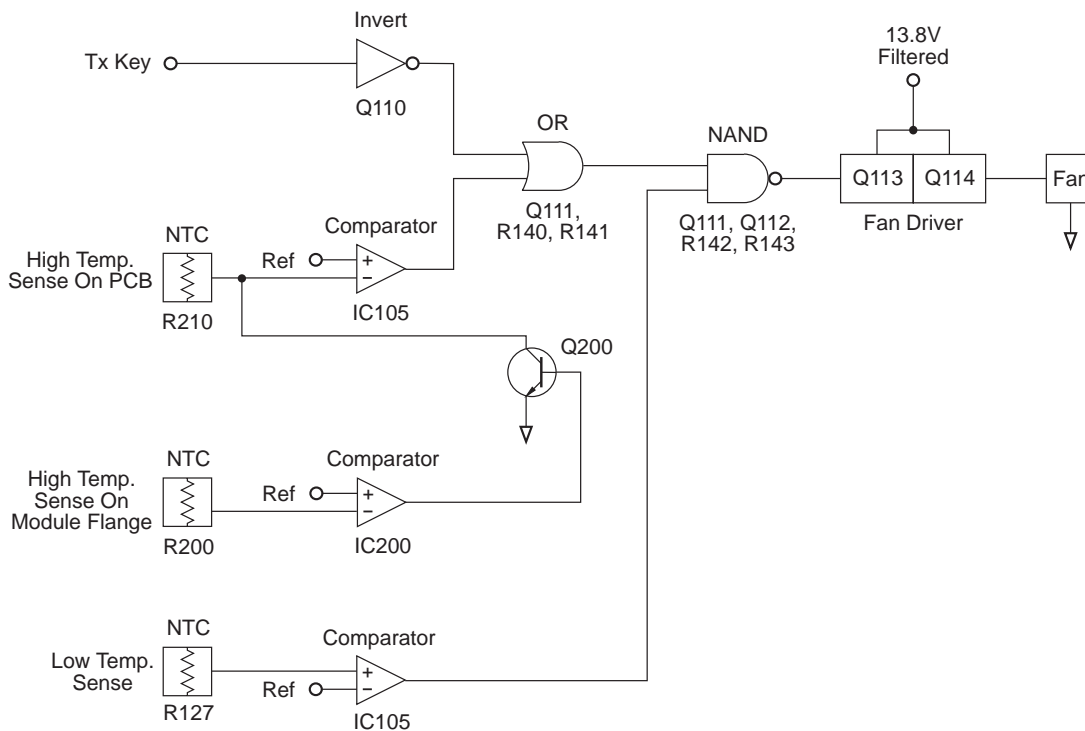 Invert
Tx Key
Q110
13.8V
Filtered
OR
NAND
Q111,
R140, R141
Q111, Q112,
R142, R143
Q113
Q114
Fan
Fan Driver
NTC
High Temp.
Sense On PCB
R210
Comparator
Ref
+
−
IC105
Q200
NTC
High Temp.
Sense On
Module Flange
R200
Comparator
Ref
+
−
IC200
NTC
Low Temp.
Sense
R127
Comparator
Ref
+
−
IC105